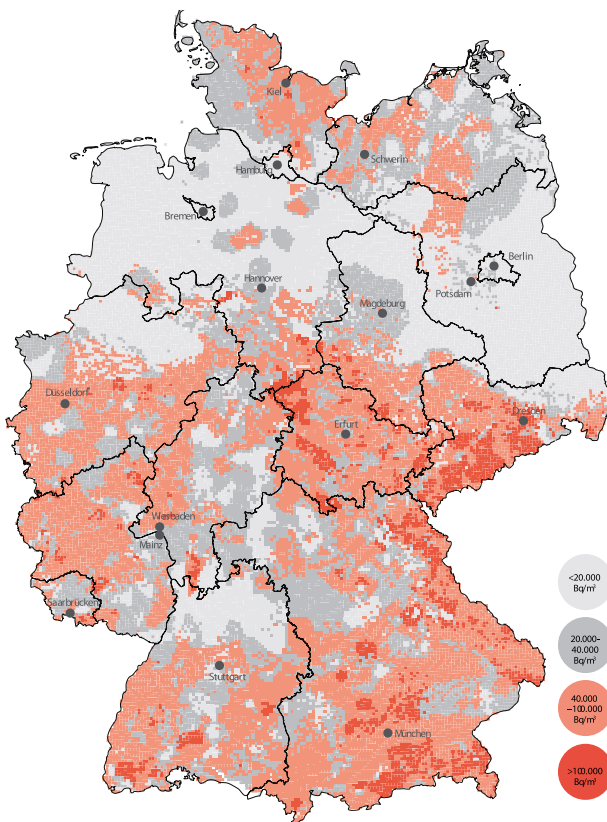 Kiel
Schwerin
Hamburg
Bremen
Berlin
Hannover
Potsdam
Magdeburg
Düsseldorf
Dresden
Erfurt
Wesbaden
Mainz
Saarbrücken
Stuttgart
München
<20.000
Bq/m³
20.000–
40.000
Bq/m³
40.000
–100.000
Bq/m³
>100.000
Bq/m³